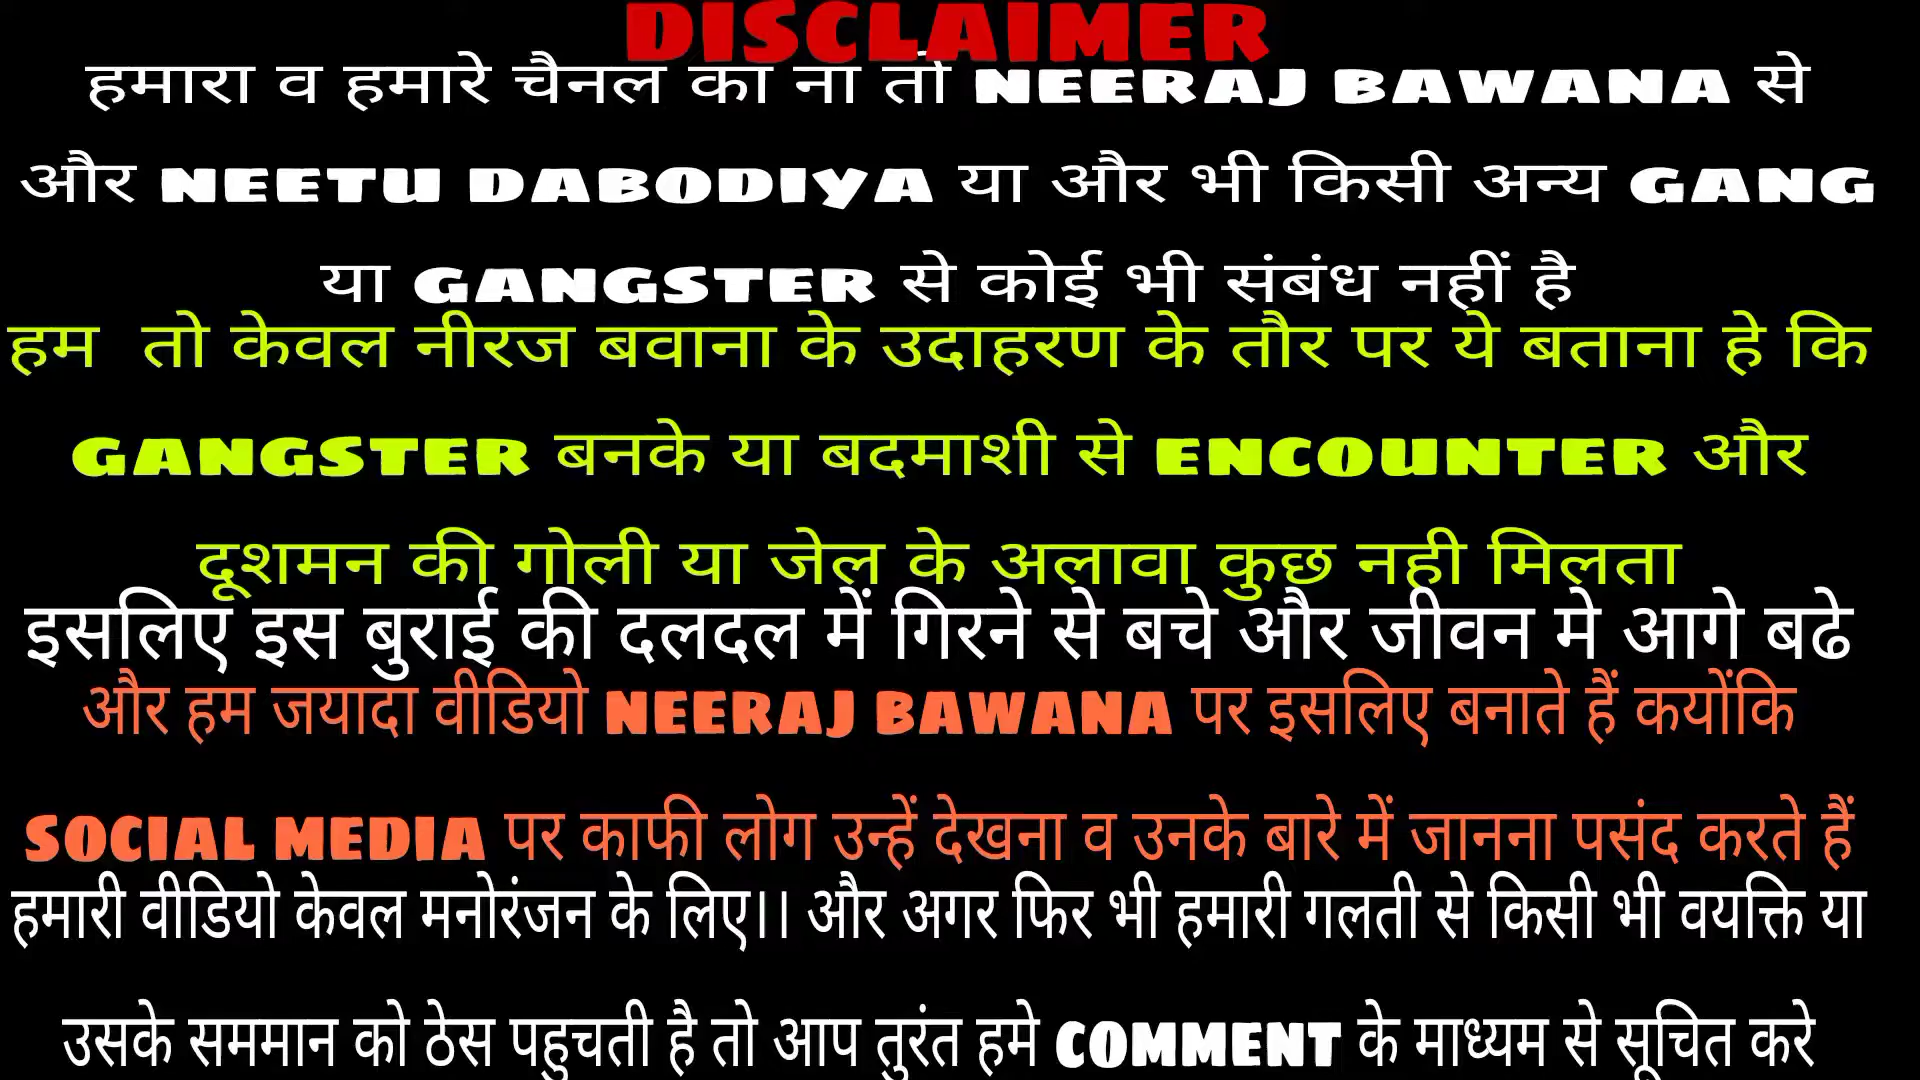 DISCLAIMER
हमारा व हमारे चैनल का ना तो NEERAJ BAWANA से
और NEETU DABODIYA या और भी किसी अन्य GANG
या GANGSTER से कोई भी संबंध नहीं है
हम तो केवल नीरज बवाना के उदाहरण के तौर पर ये बताना हे कि
GANGSTER बनके या बदमाशी से ENCOUNTER और
दूशमन की गोली या जेल के अलावा कुछ नही मिलता
इसलिए इस बुराई की दलदल में गिरने से बचे और जीवन मे आगे बढे
और हम जयादा वीडियो NEERAJ BAWANA पर इसलिए बनाते हैं कयोंकि
SOCIAL MEDIA पर काफी लोग उन्हें देखना व उनके बारे में जानना पसंद करते हैं
हमारी वीडियो केवल मनोरंजन के लिए।। और अगर फिर भी हमारी गलती से किसी भी वयक्ति या
उसके सममान को ठेस पहुचती है तो आप तुरंत हमे COMMENT के माध्यम से सूचित करे